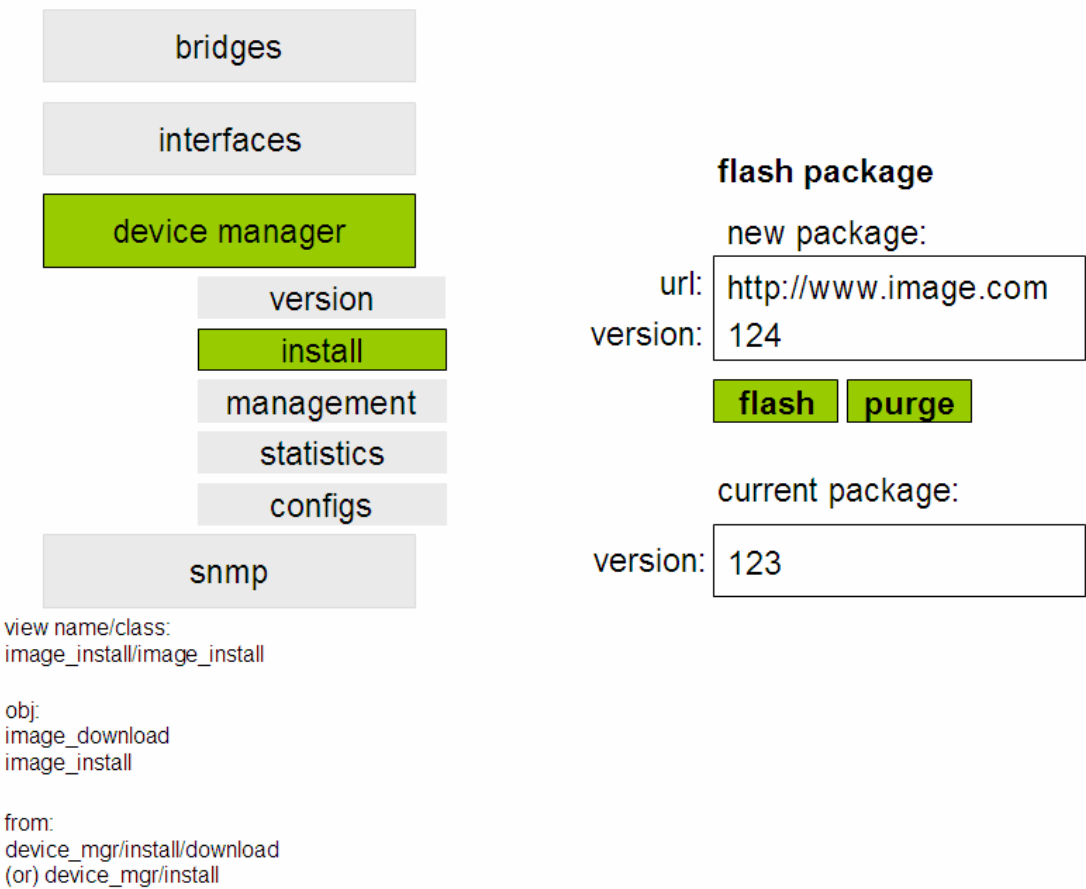 bridges
interfaces
device manager
version
install
management
statistics
configs
snmp
flash package
new package:
url: http://www.image.com
version: 124
flash purge
current package:
version: 123
view name/class:
image_install/image_install
obj:
image_download
image_install
from:
device_mgr/install/download
(or) device_mgr/install